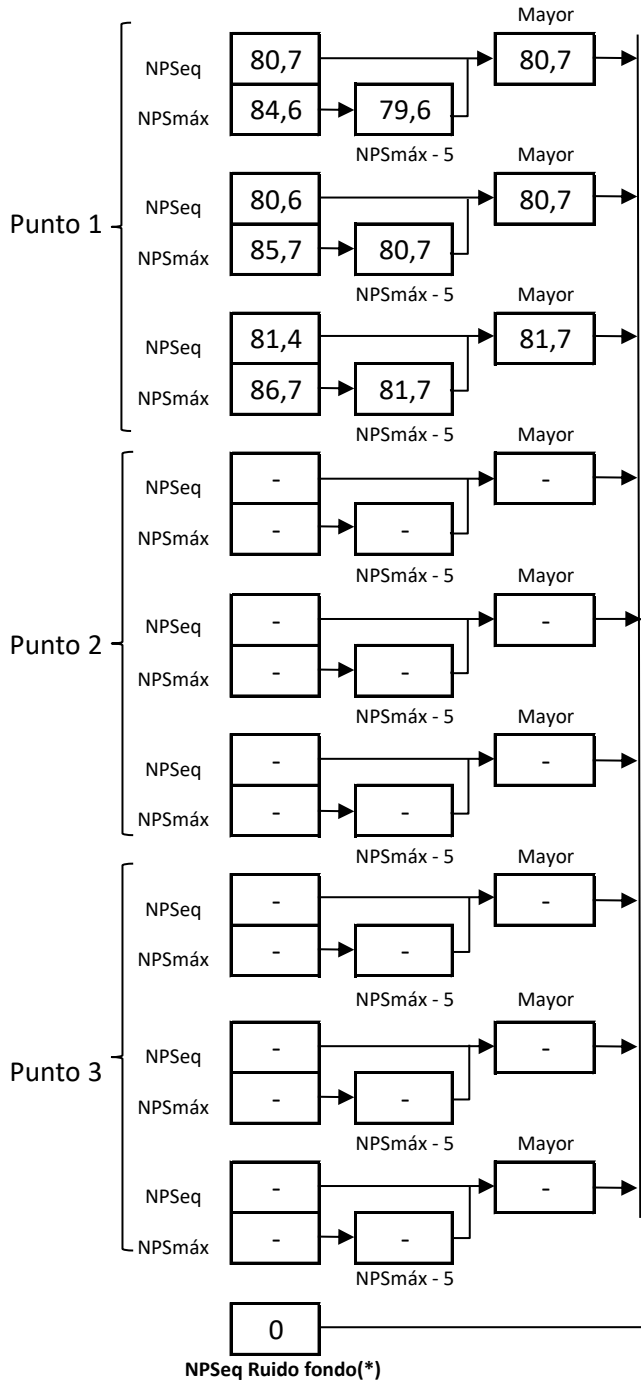 Mayor
NPSeq 80,7 80,7
NPSmáx 84,6 79,6
NPSmáx - 5 Mayor
Punto 1
NPSeq 80,6 80,7
NPSmáx 85,7 80,7
NPSmáx - 5 Mayor
NPSeq 81,4 81,7
NPSmáx 86,7 81,7
NPSmáx - 5 Mayor
NPSeq - -
NPSmáx - -
NPSmáx - 5 Mayor
Punto 2
NPSeq - -
NPSmáx - -
NPSmáx - 5 Mayor
NPSeq - -
NPSmáx - -
NPSmáx - 5 Mayor
NPSeq - -
NPSmáx - -
NPSmáx - 5 Mayor
Punto 3
NPSeq - -
NPSmáx - -
NPSmáx - 5 Mayor
NPSeq - -
NPSmáx - -
NPSmáx - 5
0
NPSeq Ruido fondo(*)